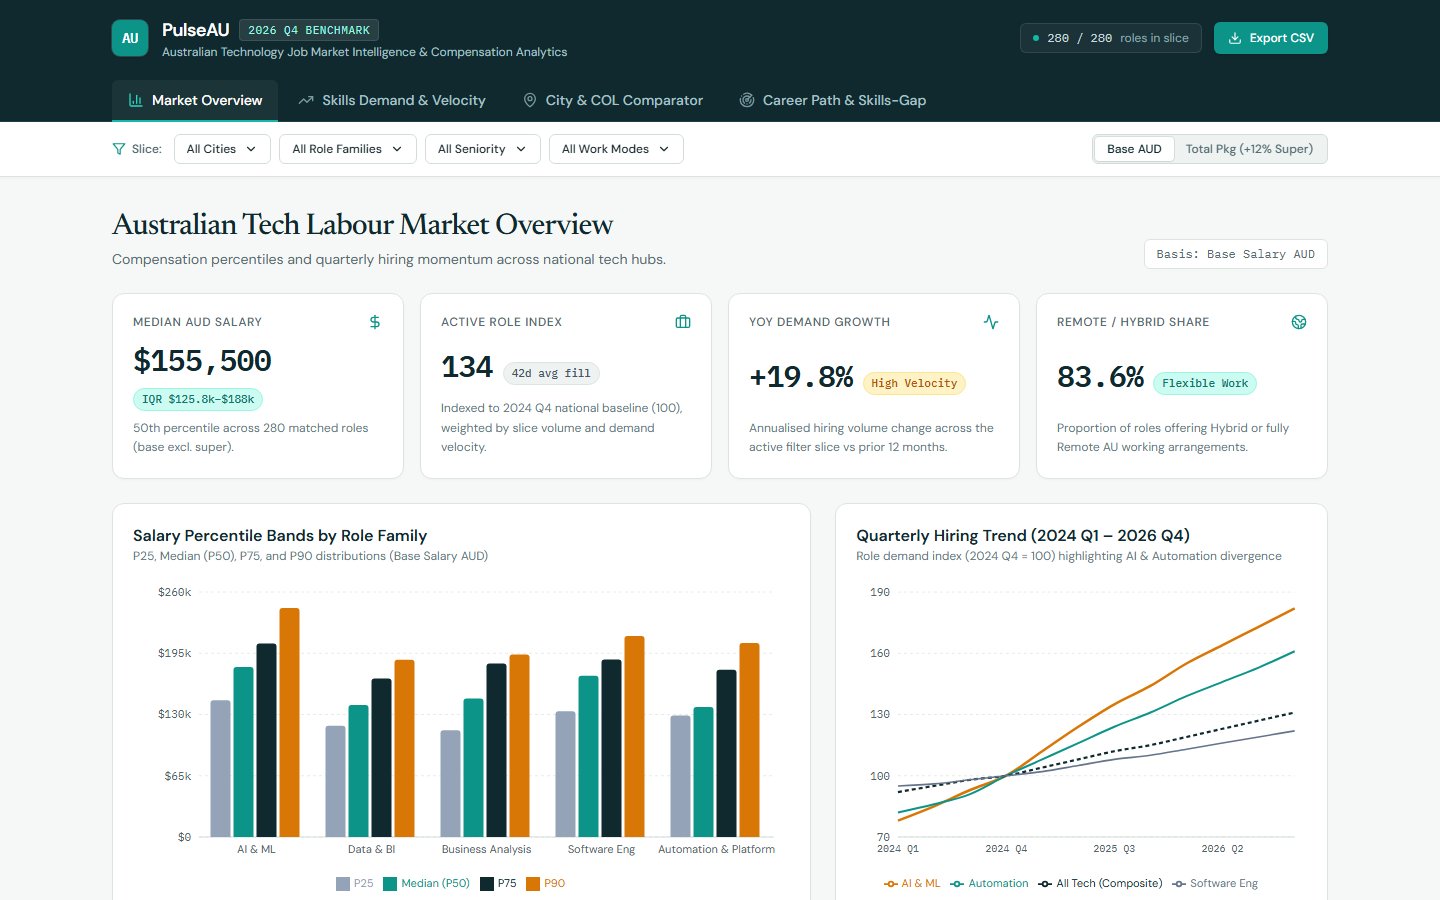 AU
PulseAU
2026 Q4 BENCHMARK
Australian Technology Job Market Intelligence & Compensation Analytics
280 / 280 roles in slice
Export CSV
Market Overview
Skills Demand & Velocity
City & COL Comparator
Career Path & Skills-Gap
Slice:
All Cities
All Role Families
All Seniority
All Work Modes
Base AUD
Total Pkg (+12% Super)
Australian Tech Labour Market Overview
Compensation percentiles and quarterly hiring momentum across national tech hubs.
Basis: Base Salary AUD
MEDIAN AUD SALARY
$155,500
IQR $125.8k–$188k
50th percentile across 280 matched roles
(base excl. super).
ACTIVE ROLE INDEX
134
42d avg fill
Indexed to 2024 Q4 national baseline (100),
weighted by slice volume and demand
velocity.
YOY DEMAND GROWTH
+19.8%
High Velocity
Annualised hiring volume change across the
active filter slice vs prior 12 months.
REMOTE / HYBRID SHARE
83.6%
Flexible Work
Proportion of roles offering Hybrid or fully
Remote AU working arrangements.
Salary Percentile Bands by Role Family
P25, Median (P50), P75, and P90 distributions (Base Salary AUD)
$260k
$195k
$130k
$65k
$0
AI & ML
Data & BI
Business Analysis
Software Eng
Automation & Platform
P25
Median (P50)
P75
P90
Quarterly Hiring Trend (2024 Q1 – 2026 Q4)
Role demand index (2024 Q4 = 100) highlighting AI & Automation divergence
190
160
130
100
70
2024 Q1
2024 Q4
2025 Q3
2026 Q2
AI & ML
Automation
All Tech (Composite)
Software Eng